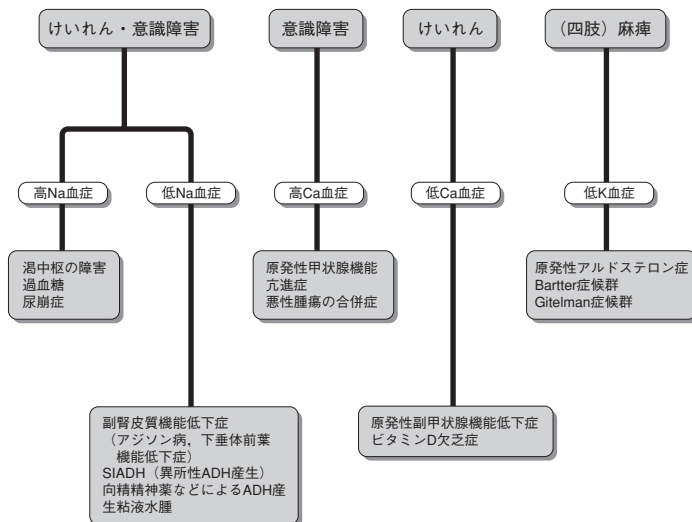 けいれん・意識障害
意識障害
けいれん
（四肢）麻痺
高Na血症
低Na血症
高Ca血症
低Ca血症
低K血症
渇中枢の障害
過血糖
尿崩症
原発性甲状腺機能
亢進症
悪性腫瘍の合併症
原発性アルドステロン症
Bartter症候群
Gitelman症候群
副腎皮質機能低下症
（アジソン病，下垂体前葉
機能低下症）
SIADH（異所性ADH産生）
向精精神薬などによるADH産
生粘液水腫
原発性副甲状腺機能低下症
ビタミンD欠乏症